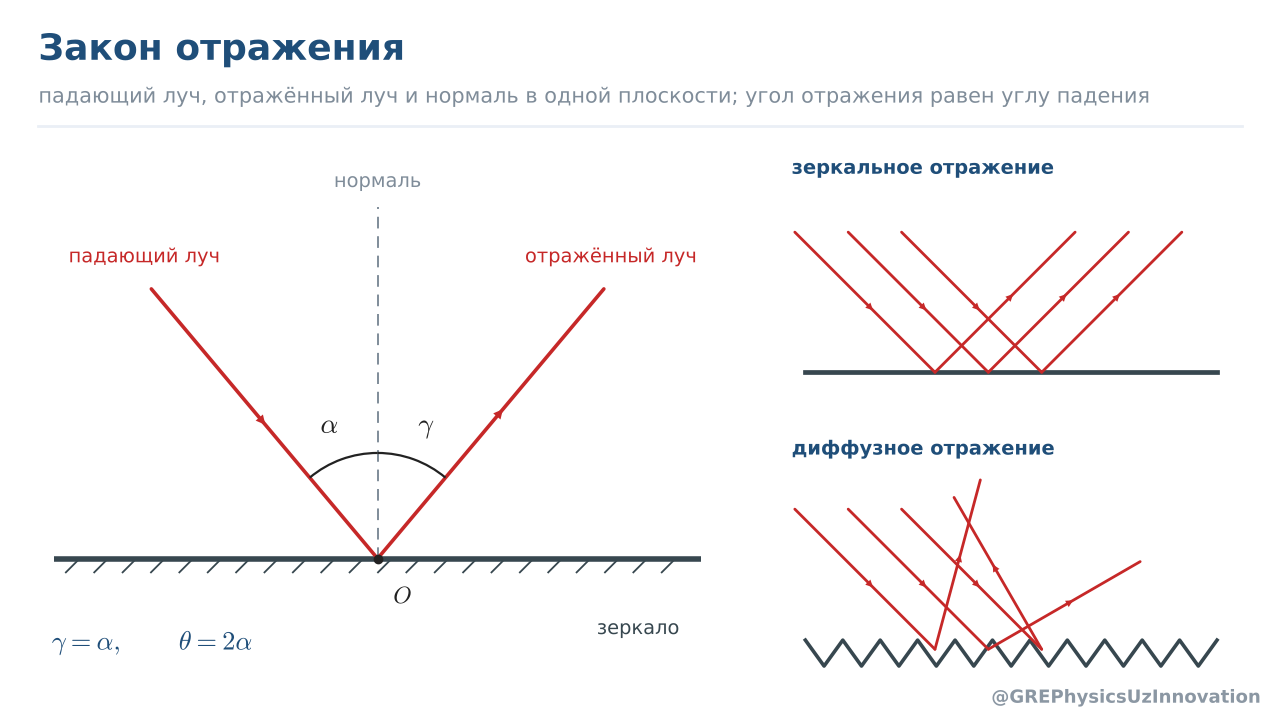 Закон отражения
падающий луч, отражённый луч и нормаль в одной плоскости; угол отражения равен углу падения
нормаль
падающий луч
отражённый луч
α
γ
O
зеркало
γ = α, θ = 2α
зеркальное отражение
диффузное отражение
@GREPhysicsUzInnovation